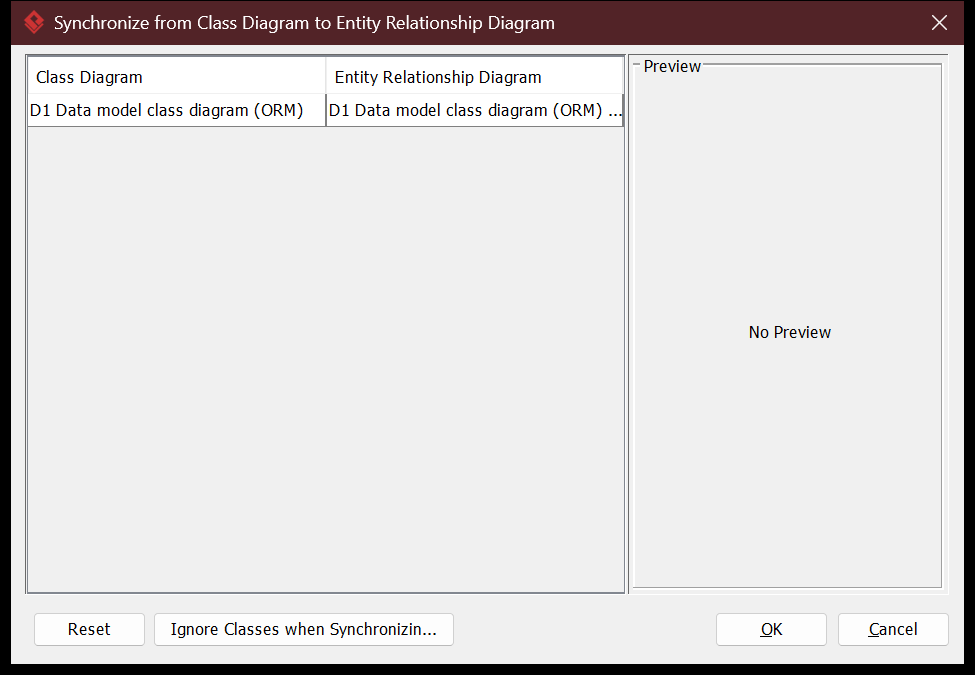 Synchronize from Class Diagram to Entity Relationship Diagram
Class Diagram
Entity Relationship Diagram
D1 Data model class diagram (ORM)
D1 Data model class diagram (ORM) ...
Preview
No Preview
Reset
Ignore Classes when Synchronizin...
OK
Cancel